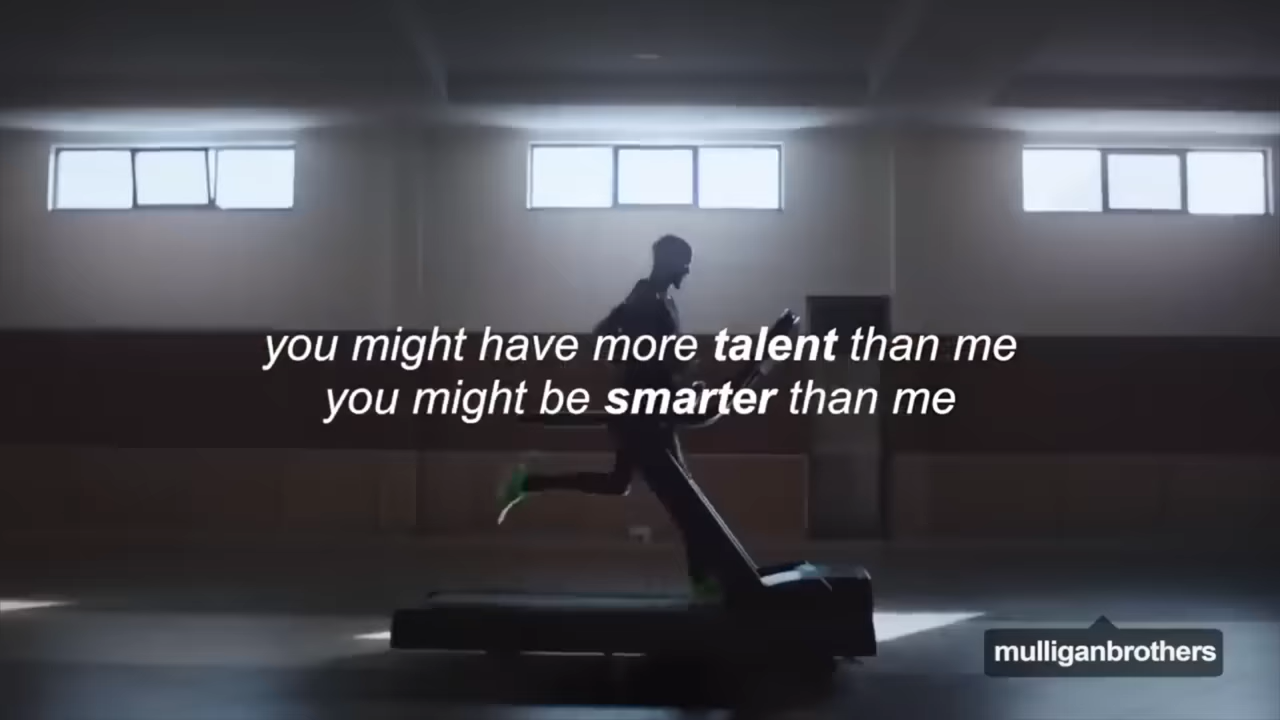 you might have more talent than me
you might be smarter than me
mulliganbrothers